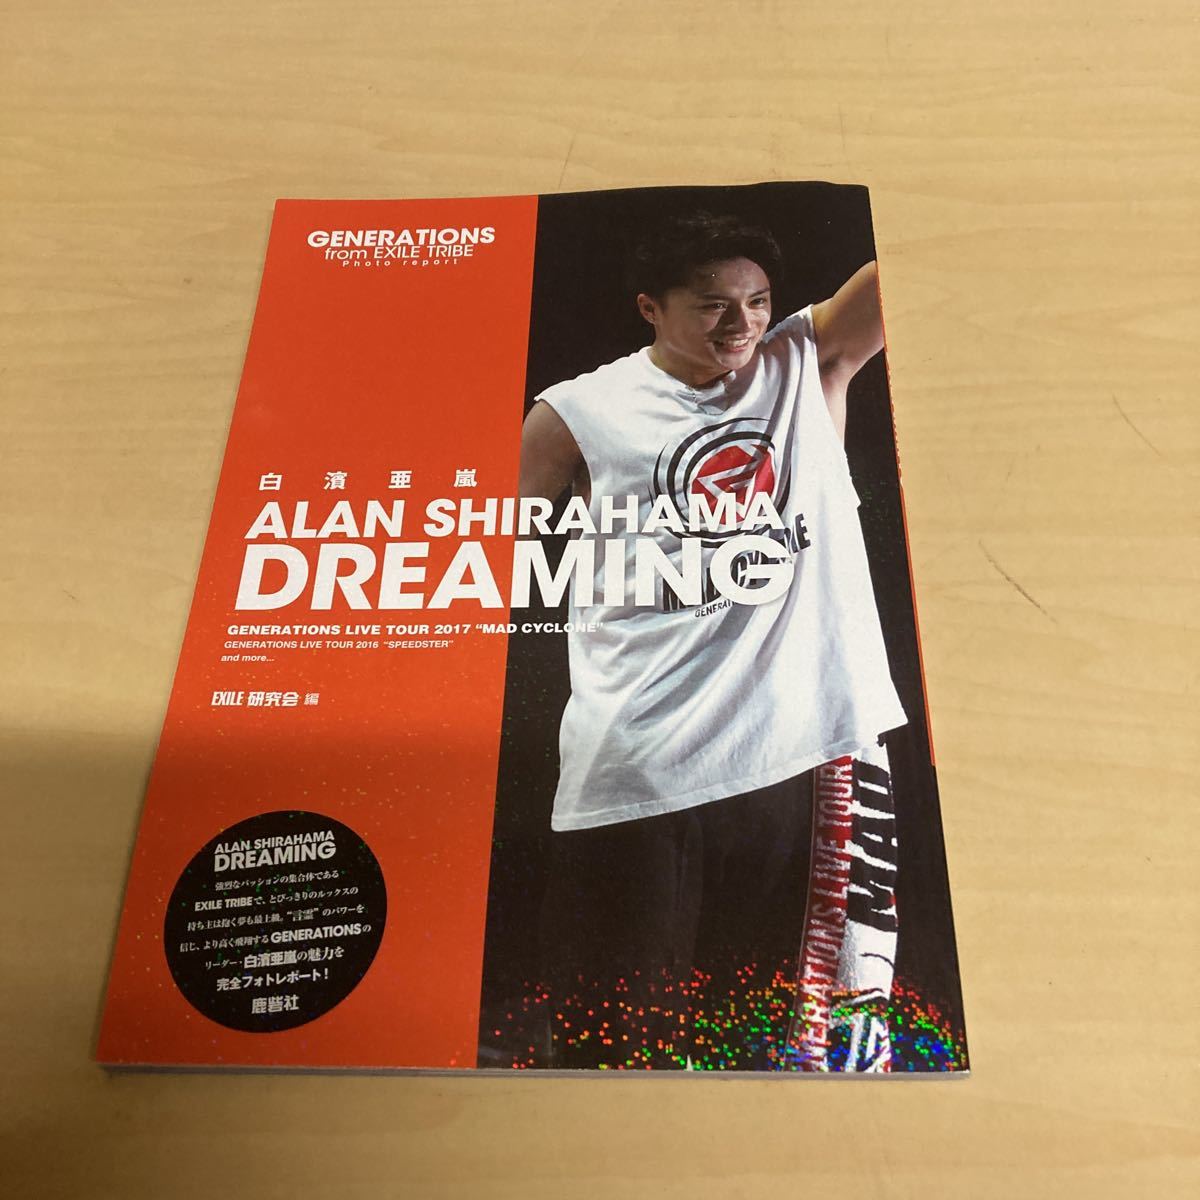 GENERATIONS
from EXILE TRIBE
Photo report
白濱亜嵐
ALAN SHIRAHAMA
DREAMING
GENERATIONS LIVE TOUR 2017 “MAD CYCLONE”
GENERATIONS LIVE TOUR 2016 “SPEEDSTER”
and more...
EXILE 研究会 編
ALAN SHIRAHAMA
DREAMING
強烈なパッションの集合体である
EXILE TRIBEで、とびっきりのルックスの
持ち主は抱く夢も最上級。“言霊”のパワーを
信じ、より高く飛翔するGENERATIONSの
リーダー・白濱亜嵐の魅力を
完全フォトレポート！
鹿砦社
GENERATIONS LIVE TOUR
MAD